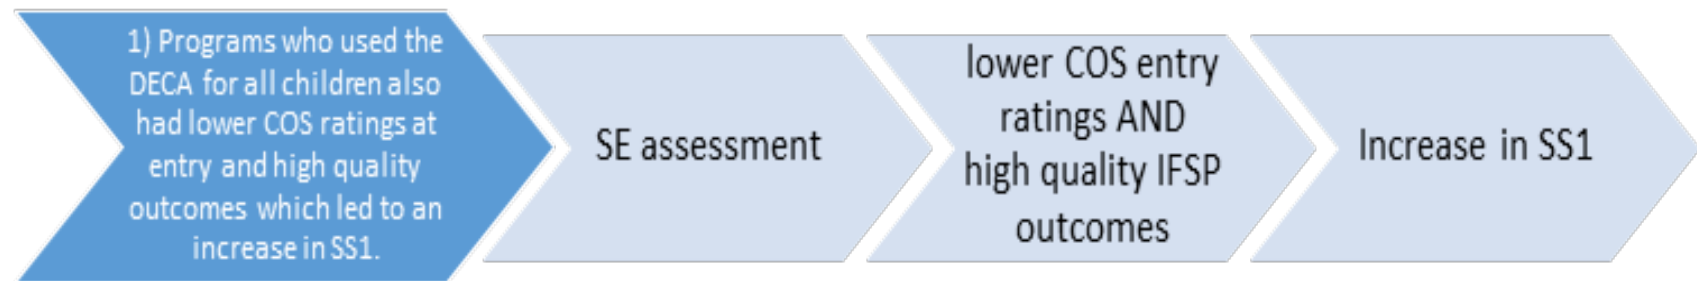 1) Programs who used the
DECA for all children also
had lower COS ratings at
entry and high quality
outcomes which led to an
increase in SS1.
SE assessment
lower COS entry
ratings AND
high quality IFSP
outcomes
Increase in SS1